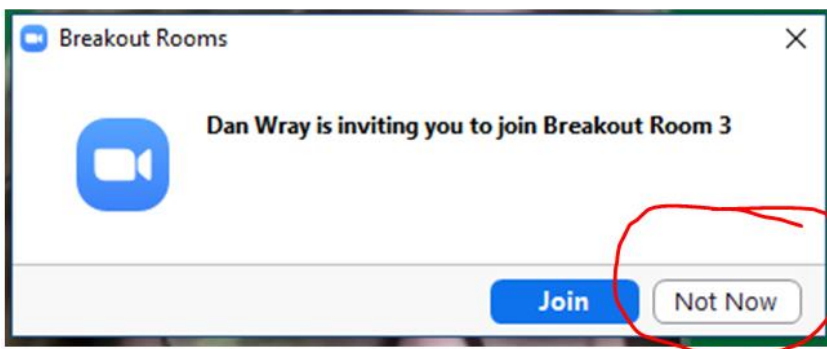 Breakout Rooms
Dan Wray is inviting you to join Breakout Room 3
Join Not Now